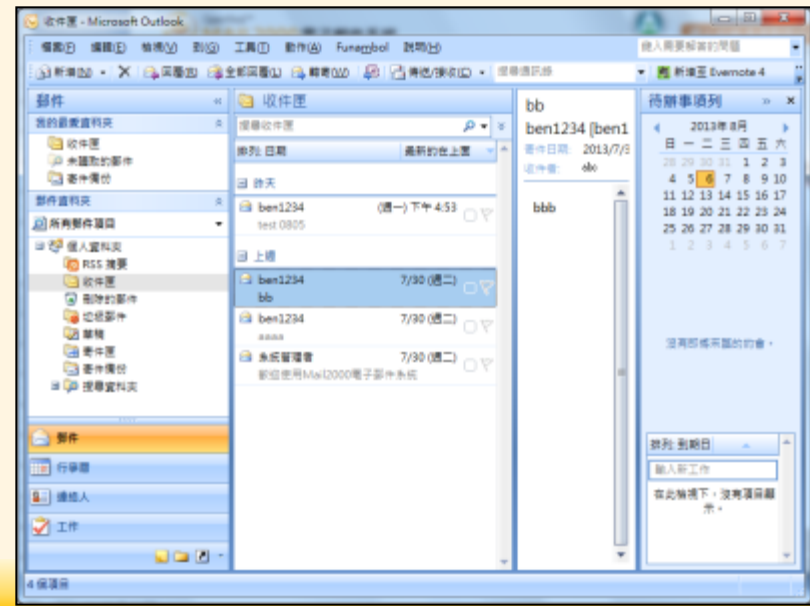 收件匣 - Microsoft Outlook
檔案(F) 編輯(E) 檢視(V) 到(G) 工具(T) 動作(A) Funambol 說明(H)
鍵入需要解答的問題
新增(N) 回覆(R) 全部回覆(L) 轉寄(W) 傳送/接收(C) 搜尋通訊錄 新增至 Evernote 4
郵件
我的最愛資料夾
收件匣
未讀取的郵件
寄件備份
郵件資料夾
所有郵件項目
個人資料夾
RSS 摘要
收件匣
刪除的郵件
垃圾郵件
草稿
寄件匣
寄件備份
搜尋資料夾
郵件
行事曆
連絡人
工作
收件匣
搜尋收件匣
排列: 日期 最新的在上面
昨天
ben1234 (週一) 下午 4:53
test 0805
上週
ben1234 7/30 (週二)
bb
ben1234 7/30 (週二)
aaaa
系統管理者 7/30 (週二)
歡迎使用Mail2000電子郵件系統
bb
ben1234 [ben1
寄件日期: 2013/7/3
收件者:
bbb
待辦事項列
2013年 8月
日 一 二 三 四 五 六
28 29 30 31 1 2 3
4 5 6 7 8 9 10
11 12 13 14 15 16 17
18 19 20 21 22 23 24
25 26 27 28 29 30 31
1 2 3 4 5 6 7
沒有即將來臨的約會。
排列: 到期日
輸入新工作
在此檢視下，沒有項目顯
示。
4 個項目